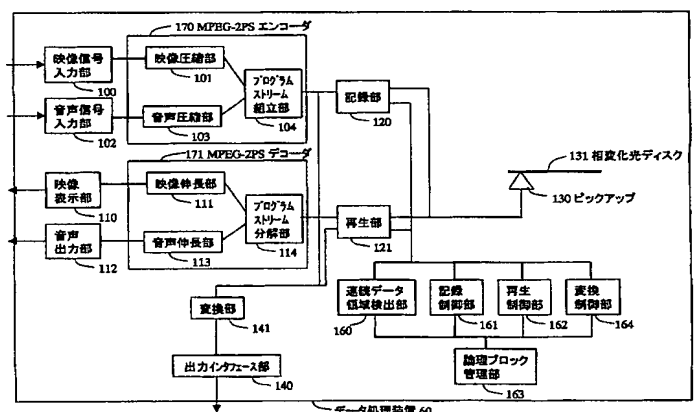 170 MPEG-2PS エンコーダ
映像信号
入力部
100
映像圧縮部
101
プログラム
ストリーム
組立部
104
記録部
120
音声信号
入力部
102
音声圧縮部
103
171 MPEG-2PS デコーダ
131 相変化光ディスク
130 ピックアップ
映像
表示部
110
映像伸長部
111
プログラム
ストリーム
分解部
114
再生部
121
音声
出力部
112
音声伸長部
113
変換部
141
連続データ
領域検出部
160
記録
制御部
161
再生
制御部
162
変換
制御部
164
出力インタフェース部
140
論理ブロック
管理部
163
データ処理装置 60